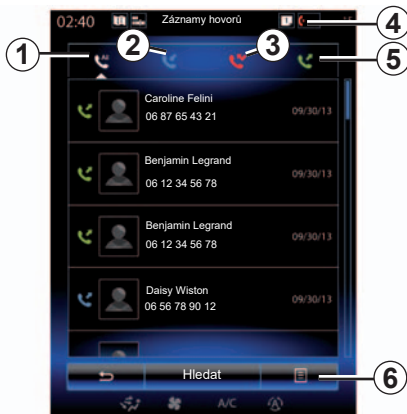 02:40 Záznamy hovorů
1
2
3
4
5
Caroline Felini
06 87 65 43 21
09/30/13
Benjamin Legrand
06 12 34 56 78
09/30/13
Benjamin Legrand
06 12 34 56 78
09/30/13
Daisy Wiston
06 56 78 90 12
09/30/13
Hledat
6
A/C